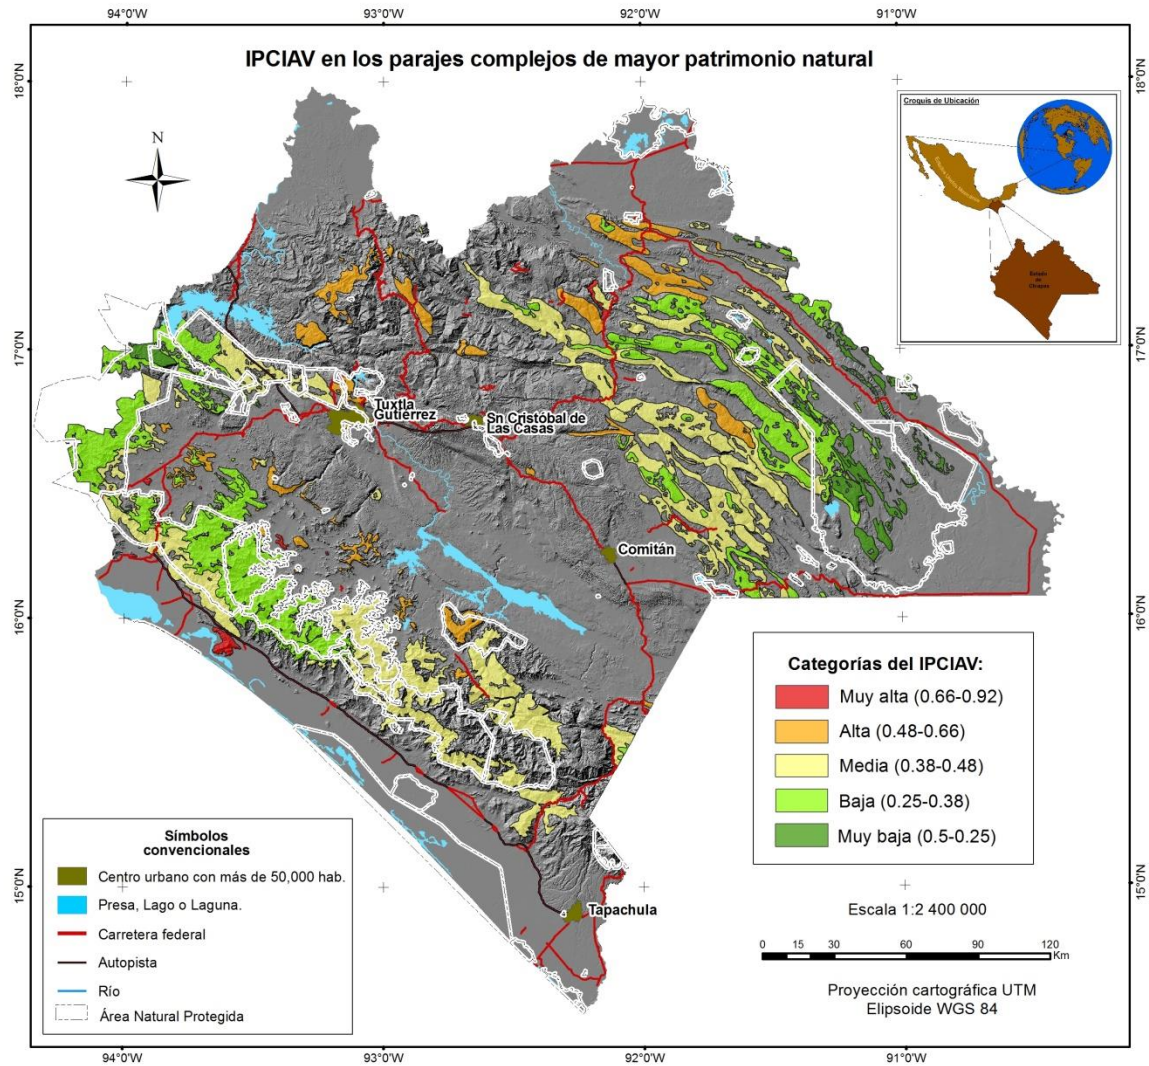 94°0'W 93°0'W 92°0'W 91°0'W
IPCIAV en los parajes complejos de mayor patrimonio natural
18°0'N 18°0'N
Croquis de Ubicación
N
Estado
de
Chiapas
17°0'N 17°0'N
Tuxtla
Gutiérrez
Sn Cristóbal de
Las Casas
Comitán
16°0'N 16°0'N
Categorías del IPCIAV:
Muy alta (0.66-0.92)
Alta (0.48-0.66)
Media (0.38-0.48)
Baja (0.25-0.38)
Muy baja (0.5-0.25)
Símbolos
convencionales
Centro urbano con más de 50,000 hab.
Presa, Lago o Laguna.
Carretera federal
Autopista
Río
Área Natural Protegida
15°0'N 15°0'N
Tapachula
Escala 1:2 400 000
0 15 30 60 90 120
Km
Proyección cartográfica UTM
Elipsoide WGS 84
94°0'W 93°0'W 92°0'W 91°0'W